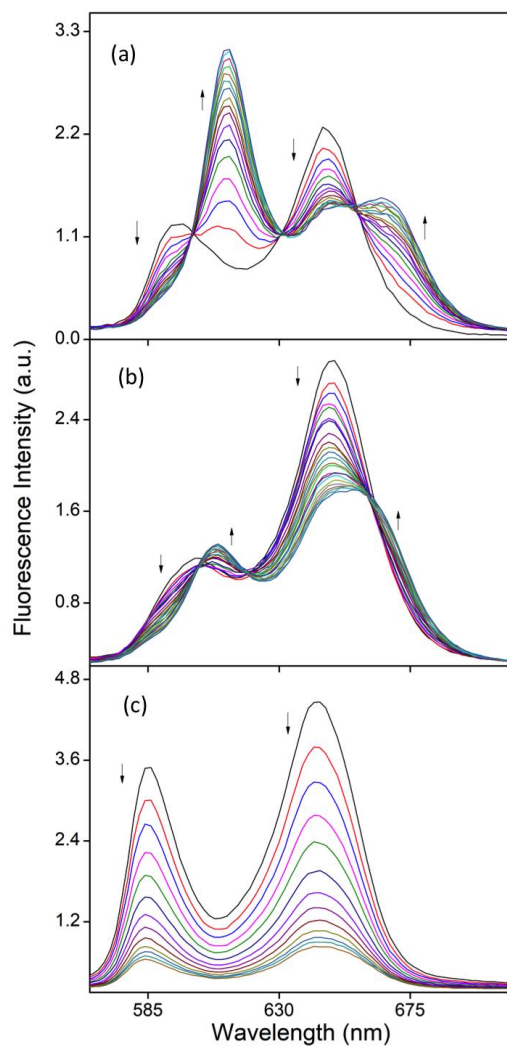 (a)
3.3
2.2
1.1
0.0
(b)
2.4
1.6
0.8
(c)
4.8
3.6
2.4
1.2
Fluorescence Intensity (a.u.)
585 630 675
Wavelength (nm)